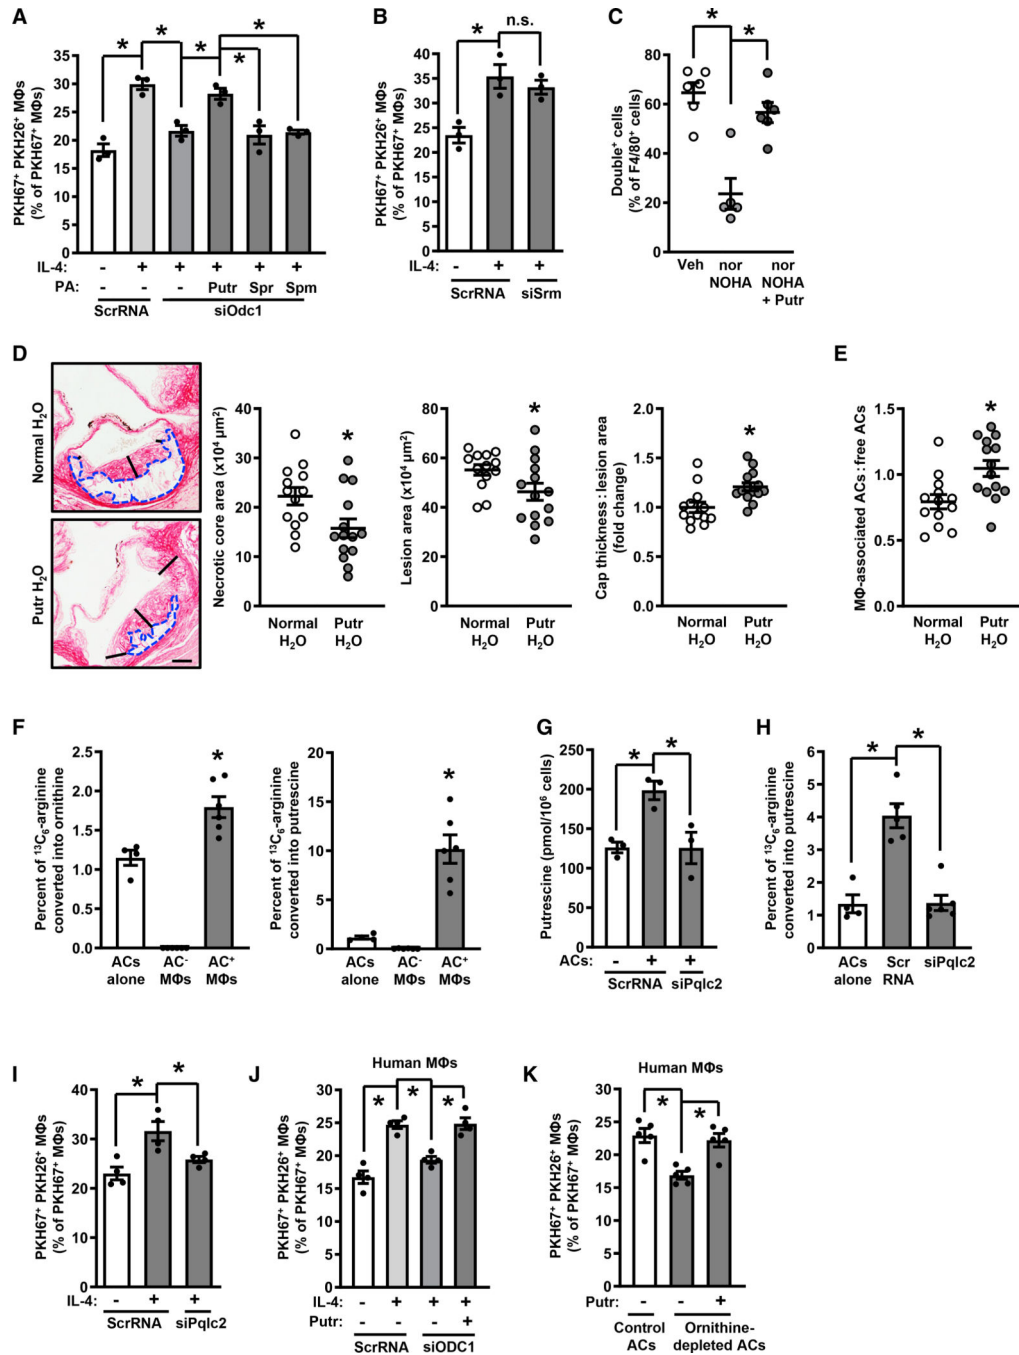 A
PKH67⁺ PKH26⁺ MΦs
(% of PKH67⁺ MΦs)
35
30
25
20
15
10
5
0
* * * * *
IL-4: - + + + + +
PA: - Putr Spr Spm
ScrRNA siOdc1
B
PKH67⁺ PKH26⁺ MΦs
(% of PKH67⁺ MΦs)
40
35
30
25
20
15
10
5
0
* n.s.
IL-4: - + +
ScrRNA siSrm
C
Double⁺ cells
(% of F4/80⁺ cells)
80
60
40
20
0
* *
Veh nor NOHA nor NOHA + Putr
D
Normal H₂O
Putr H₂O
Necrotic core area (x10⁴ μm²)
40
30
20
10
0
*
Normal H₂O Putr H₂O
Lesion area (x10⁴ μm²)
80
60
40
20
0
*
Normal H₂O Putr H₂O
Cap thickness : lesion area
(fold change)
2.0
1.5
1.0
0.5
0.0
*
Normal H₂O Putr H₂O
E
MΦ-associated ACs : free ACs
1.5
1.0
0.5
0.0
*
Normal H₂O Putr H₂O
F
Percent of ¹³C₆-arginine
converted into ornithine
2.5
2.0
1.5
1.0
0.5
0.0
*
ACs alone AC⁻ MΦs AC⁺ MΦs
Percent of ¹³C₆-arginine
converted into putrescine
20
15
10
5
0
*
ACs alone AC⁻ MΦs AC⁺ MΦs
G
Putrescine (pmol/10⁶ cells)
250
200
150
100
50
0
* *
ACs: - + +
ScrRNA siPqlc2
H
Percent of ¹³C₆-arginine
converted into putrescine
6
5
4
3
2
1
0
* *
ACs alone Scr RNA siPqlc2
I
PKH67⁺ PKH26⁺ MΦs
(% of PKH67⁺ MΦs)
40
30
20
10
0
* *
IL-4: - + +
ScrRNA siPqlc2
J
Human MΦs
PKH67⁺ PKH26⁺ MΦs
(% of PKH67⁺ MΦs)
30
25
20
15
10
5
0
* * *
IL-4: - + + +
Putr: - - - +
ScrRNA siODC1
K
Human MΦs
PKH67⁺ PKH26⁺ MΦs
(% of PKH67⁺ MΦs)
30
25
20
15
10
5
0
* *
Putr: - - +
Control ACs Ornithine-depleted ACs